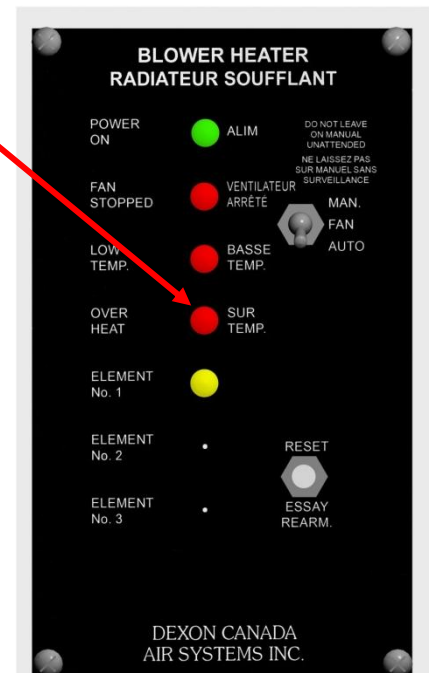 BLOWER HEATER
RADIATEUR SOUFFLANT
POWER
ON
ALIM
DO NOT LEAVE
ON MANUAL
UNATTENDED
NE LAISSEZ PAS
SUR MANUEL SANS
SURVEILLANCE
FAN
STOPPED
VENTILATEUR
ARRÊTÉ
MAN.
FAN
AUTO
LOW
TEMP.
BASSE
TEMP.
OVER
HEAT
SUR
TEMP.
ELEMENT
No. 1
ELEMENT
No. 2
RESET
ELEMENT
No. 3
ESSAY
REARM.
DEXON CANADA
AIR SYSTEMS INC.